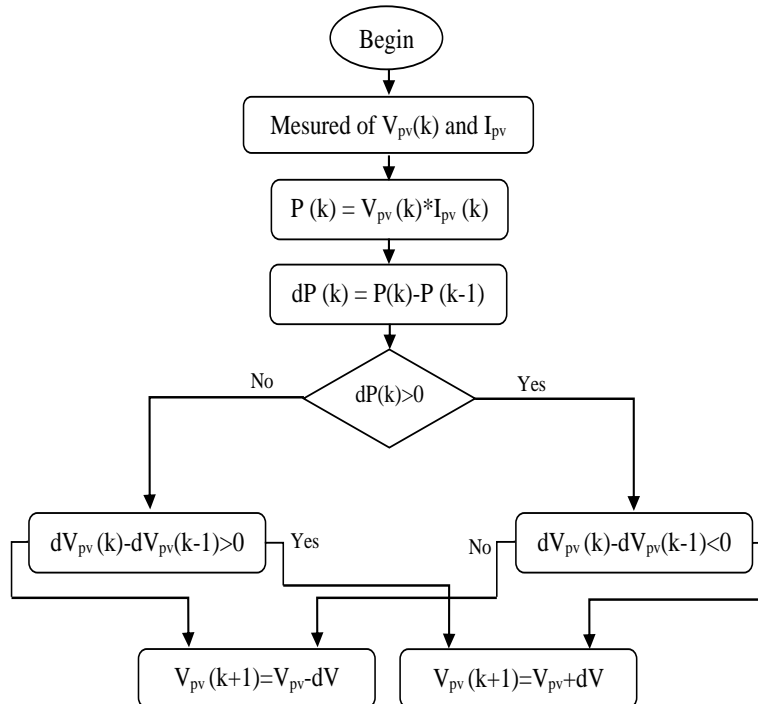 Begin
Mesured of Vpv(k) and Ipv
P (k) = Vpv (k)*Ipv (k)
dP (k) = P(k)-P (k-1)
No
dP(k)>0
Yes
dVpv (k)-dVpv(k-1)>0
Yes
No
dVpv (k)-dVpv(k-1)<0
Vpv (k+1)=Vpv-dV
Vpv (k+1)=Vpv+dV